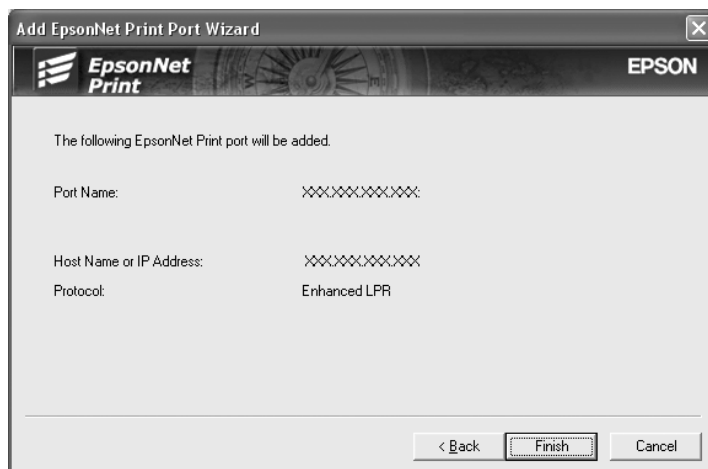 Add EpsonNet Print Port Wizard
EpsonNet
Print
EPSON
The following EpsonNet Print port will be added.
Port Name: XXX.XXX.XXX.XXX:
Host Name or IP Address: XXX.XXX.XXX.XXX
Protocol: Enhanced LPR
< Back Finish Cancel